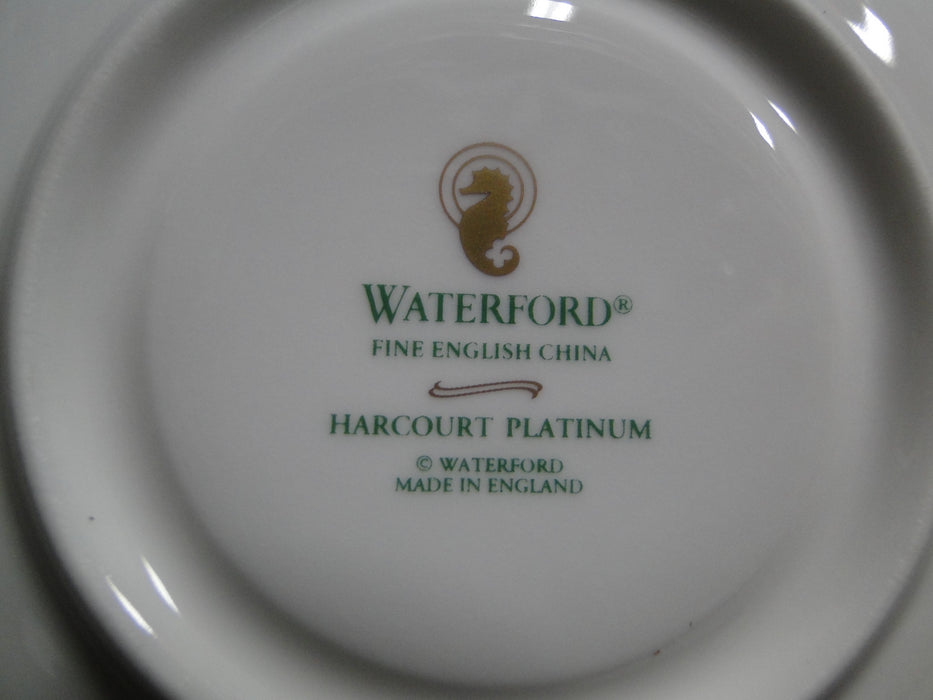 WATERFORD®
FINE ENGLISH CHINA
HARCOURT PLATINUM
© WATERFORD
MADE IN ENGLAND